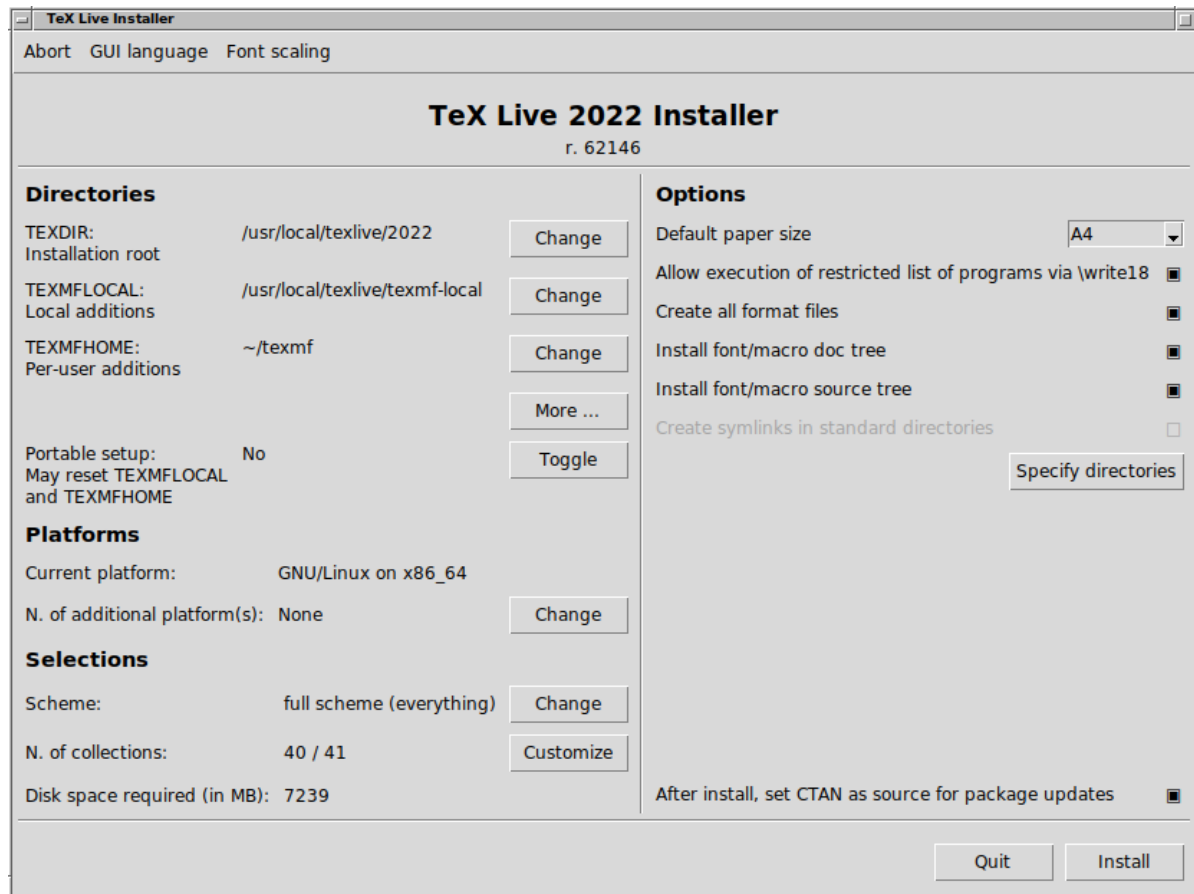 TeX Live Installer
Abort GUI language Font scaling
TeX Live 2022 Installer
r. 62146
Directories
TEXDIR: /usr/local/texlive/2022 Change
Installation root
TEXMFLOCAL: /usr/local/texlive/texmf-local Change
Local additions
TEXMFHOME: ~/texmf Change
Per-user additions
More ...
Portable setup: No Toggle
May reset TEXMFLOCAL
and TEXMFHOME
Platforms
Current platform: GNU/Linux on x86_64
N. of additional platform(s): None Change
Selections
Scheme: full scheme (everything) Change
N. of collections: 40 / 41 Customize
Disk space required (in MB): 7239
Options
Default paper size A4
Allow execution of restricted list of programs via \write18
Create all format files
Install font/macro doc tree
Install font/macro source tree
Create symlinks in standard directories
Specify directories
After install, set CTAN as source for package updates
Quit Install